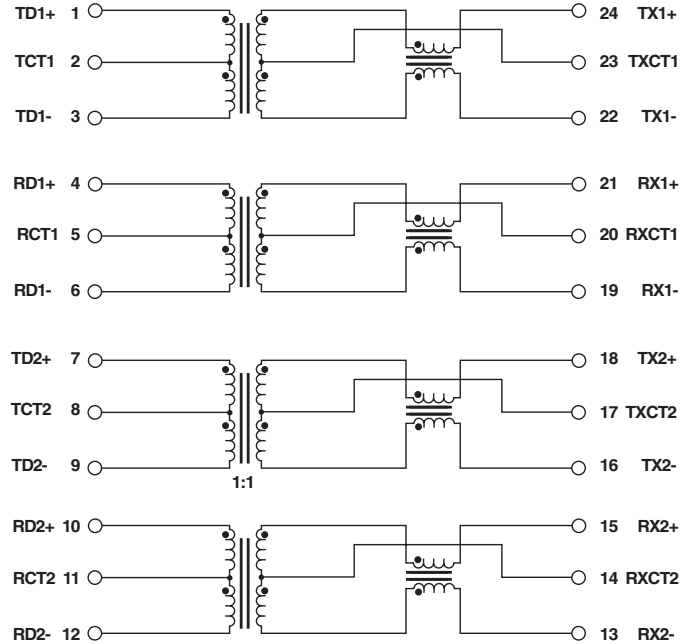 TD1+ 1 24 TX1+
TCT1 2 23 TXCT1
TD1- 3 22 TX1-
RD1+ 4 21 RX1+
RCT1 5 20 RXCT1
RD1- 6 19 RX1-
TD2+ 7 18 TX2+
TCT2 8 17 TXCT2
TD2- 9 16 TX2-
1:1
RD2+ 10 15 RX2+
RCT2 11 14 RXCT2
RD2- 12 13 RX2-